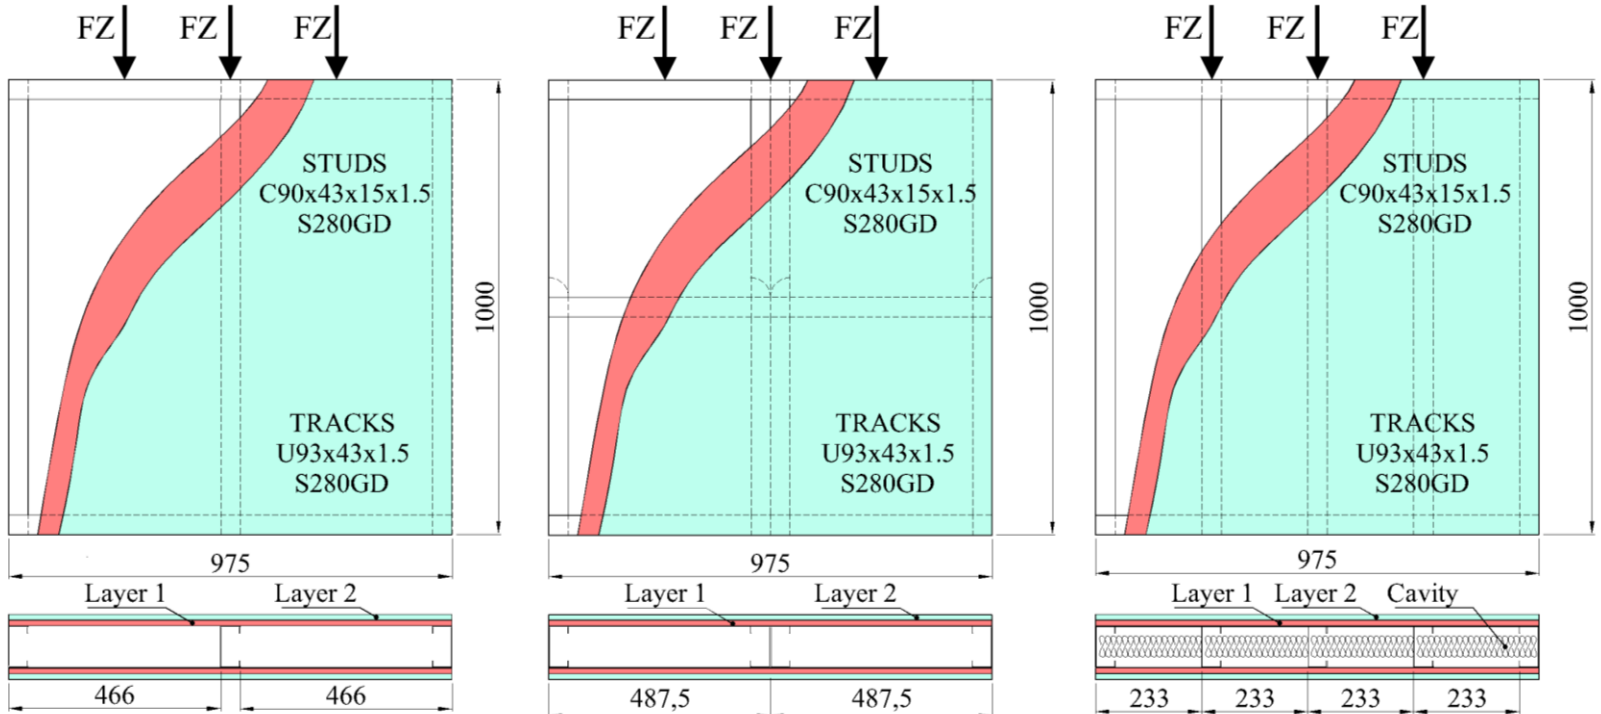 FZ FZ FZ
STUDS
C90x43x15x1.5
S280GD
1000
TRACKS
U93x43x1.5
S280GD
975
Layer 1 Layer 2
466 466
FZ FZ FZ
STUDS
C90x43x15x1.5
S280GD
1000
TRACKS
U93x43x1.5
S280GD
975
Layer 1 Layer 2
487,5 487,5
FZ FZ FZ
STUDS
C90x43x15x1.5
S280GD
1000
TRACKS
U93x43x1.5
S280GD
975
Layer 1 Layer 2 Cavity
233 233 233 233